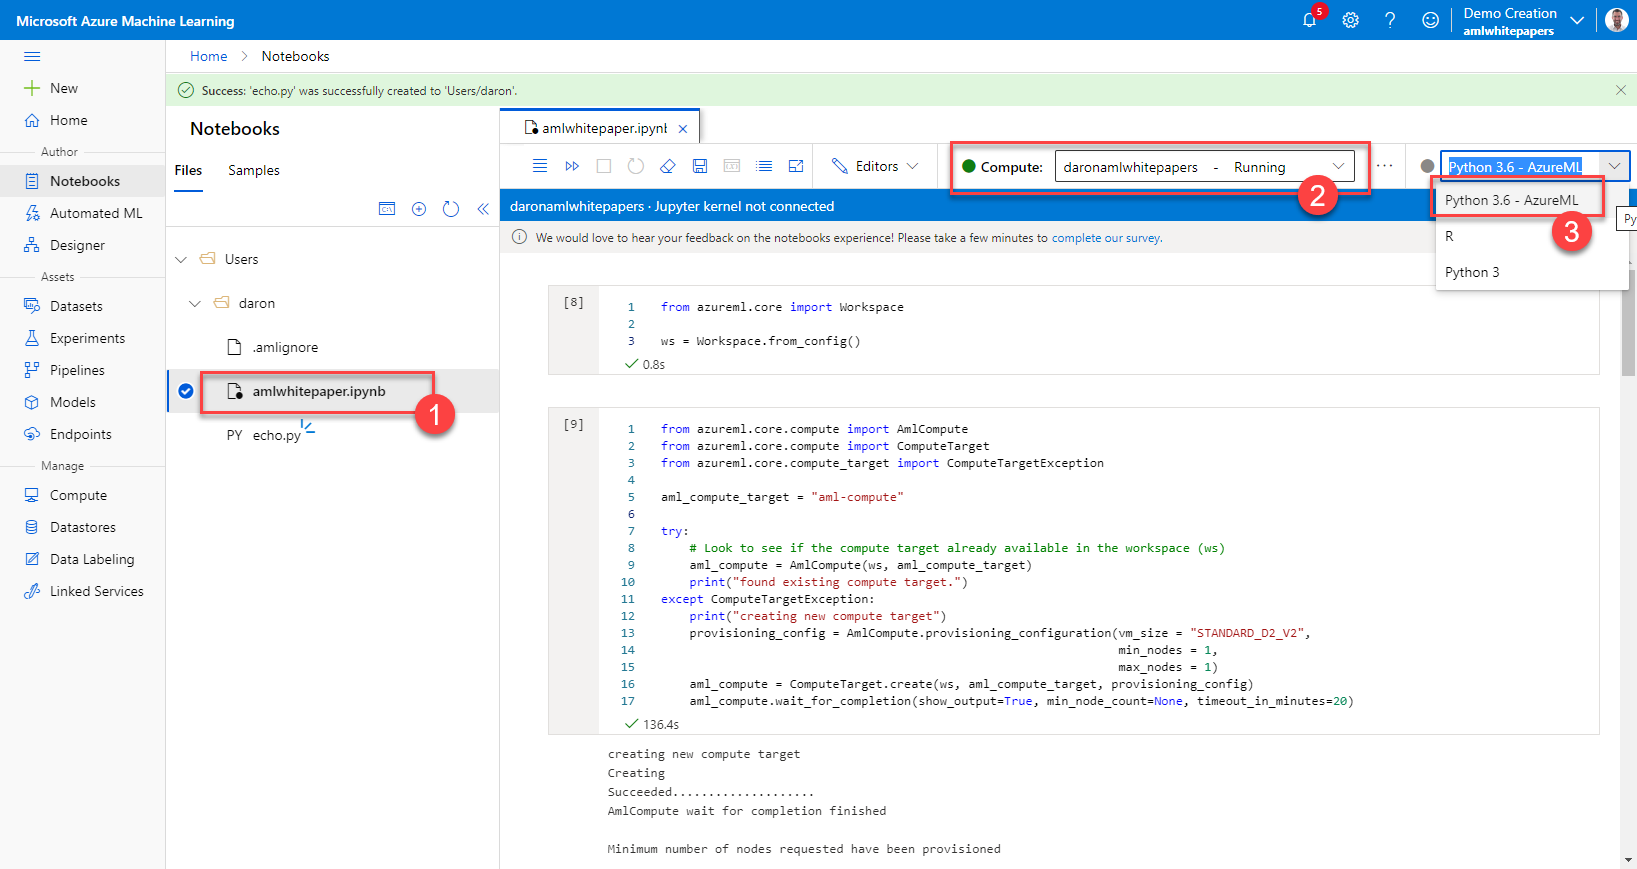 Microsoft Azure Machine Learning
5
Demo Creation
amlwhitepapers
Home > Notebooks
New
Home
Author
Notebooks
Automated ML
Designer
Assets
Datasets
Experiments
Pipelines
Models
Endpoints
Manage
Compute
Datastores
Data Labeling
Linked Services
Success: 'echo.py' was successfully created to 'Users/daron'.
Notebooks
Files Samples
Users
daron
.amlignore
amlwhitepaper.ipynb
1
PY echo.py
amlwhitepaper.ipynb
Editors
Compute: daronamlwhitepapers - Running
2
Python 3.6 - AzureML
Python 3.6 - AzureML
3
Py
R
Python 3
daronamlwhitepapers · Jupyter kernel not connected
We would love to hear your feedback on the notebooks experience! Please take a few minutes to complete our survey.
[8]
1 from azureml.core import Workspace
2
3 ws = Workspace.from_config()
0.8s
[9]
1 from azureml.core.compute import AmlCompute
2 from azureml.core.compute import ComputeTarget
3 from azureml.core.compute_target import ComputeTargetException
4
5 aml_compute_target = "aml-compute"
6
7 try:
8 # Look to see if the compute target already available in the workspace (ws)
9 aml_compute = AmlCompute(ws, aml_compute_target)
10 print("found existing compute target.")
11 except ComputeTargetException:
12 print("creating new compute target")
13 provisioning_config = AmlCompute.provisioning_configuration(vm_size = "STANDARD_D2_V2",
14 min_nodes = 1,
15 max_nodes = 1)
16 aml_compute = ComputeTarget.create(ws, aml_compute_target, provisioning_config)
17 aml_compute.wait_for_completion(show_output=True, min_node_count=None, timeout_in_minutes=20)
136.4s
creating new compute target
Creating
Succeeded....................
AmlCompute wait for completion finished
Minimum number of nodes requested have been provisioned